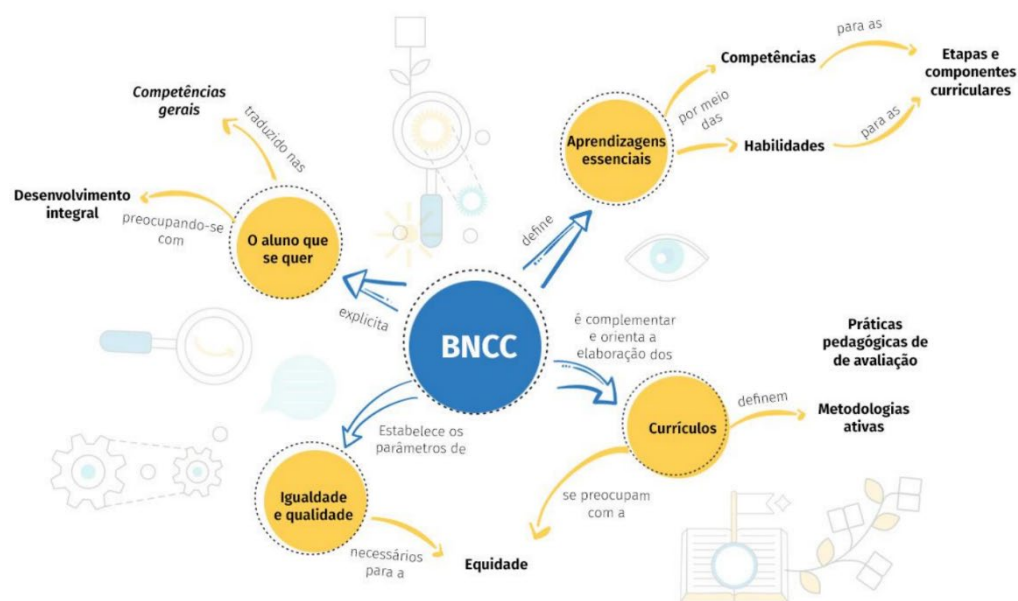 BNCC
explicita
O aluno que
se quer
traduzido nas
Competências
gerais
preocupando-se
com
Desenvolvimento
integral
define
Aprendizagens
essenciais
por meio
das
Competências
para as
Habilidades
para as
Etapas e
componentes
curriculares
é complementar
e orienta a
elaboração dos
Currículos
definem
Práticas
pedagógicas de
de avaliação
Metodologias
ativas
se preocupam
com a
Equidade
Estabelece os
parâmetros de
Igualdade
e qualidade
necessários
para a